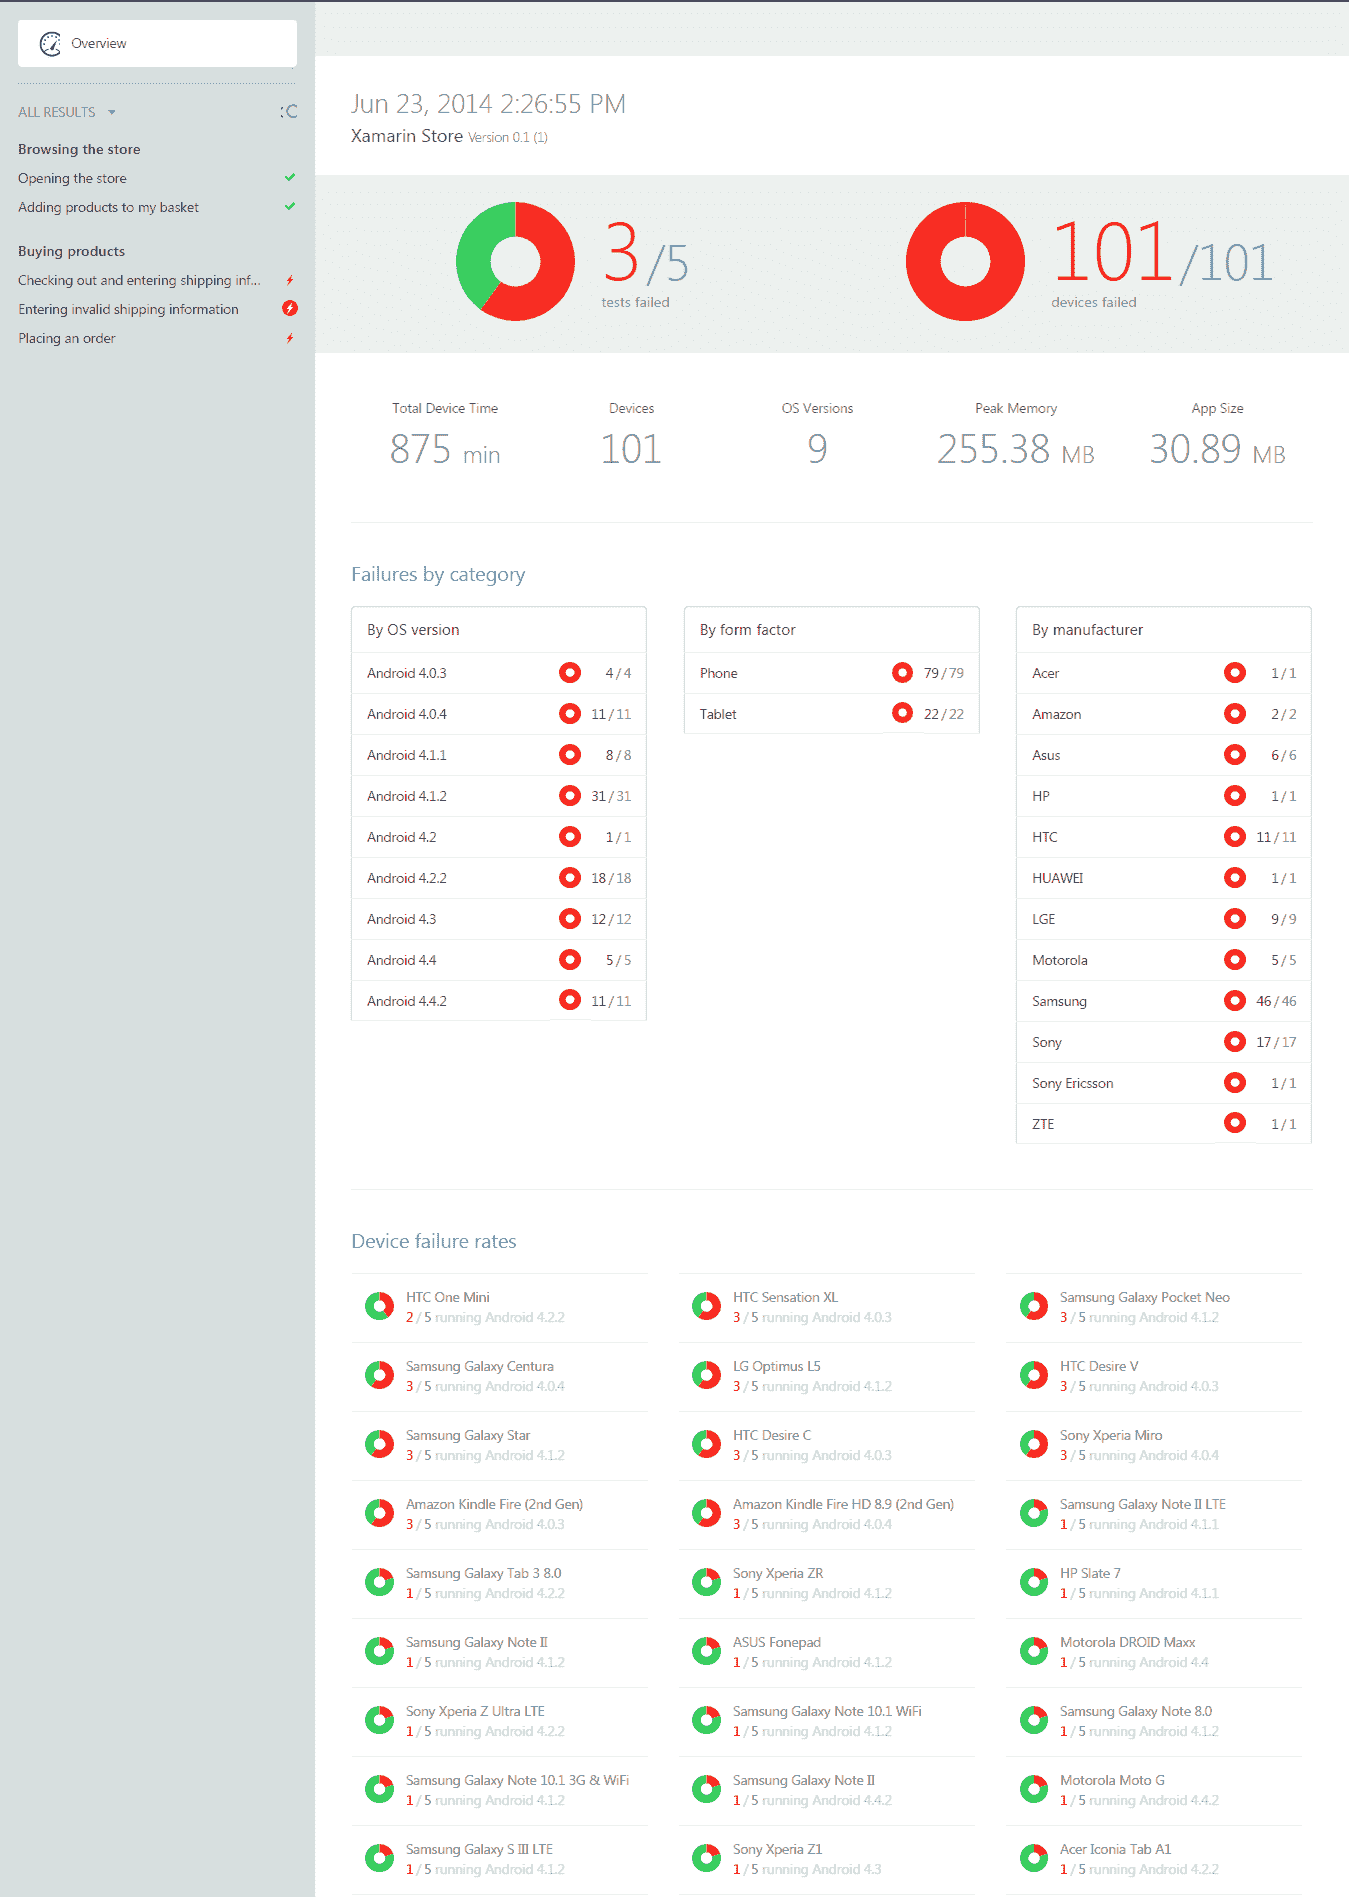 Overview
ALL RESULTS
Browsing the store
Opening the store
Adding products to my basket
Buying products
Checking out and entering shipping inf...
Entering invalid shipping information
Placing an order
Jun 23, 2014 2:26:55 PM
Xamarin Store Version 0.1 (1)
3/5
tests failed
101/101
devices failed
Total Device Time
875 min
Devices
101
OS Versions
9
Peak Memory
255.38 MB
App Size
30.89 MB
Failures by category
By OS version
Android 4.0.3 4/4
Android 4.0.4 11/11
Android 4.1.1 8/8
Android 4.1.2 31/31
Android 4.2 1/1
Android 4.2.2 18/18
Android 4.3 12/12
Android 4.4 5/5
Android 4.4.2 11/11
By form factor
Phone 79/79
Tablet 22/22
By manufacturer
Acer 1/1
Amazon 2/2
Asus 6/6
HP 1/1
HTC 11/11
HUAWEI 1/1
LGE 9/9
Motorola 5/5
Samsung 46/46
Sony 17/17
Sony Ericsson 1/1
ZTE 1/1
Device failure rates
HTC One Mini
2/5 running Android 4.2.2
HTC Sensation XL
3/5 running Android 4.0.3
Samsung Galaxy Pocket Neo
3/5 running Android 4.1.2
Samsung Galaxy Centura
3/5 running Android 4.0.4
LG Optimus L5
3/5 running Android 4.1.2
HTC Desire V
3/5 running Android 4.0.3
Samsung Galaxy Star
3/5 running Android 4.1.2
HTC Desire C
3/5 running Android 4.0.3
Sony Xperia Miro
3/5 running Android 4.0.4
Amazon Kindle Fire (2nd Gen)
3/5 running Android 4.0.3
Amazon Kindle Fire HD 8.9 (2nd Gen)
3/5 running Android 4.0.4
Samsung Galaxy Note II LTE
1/5 running Android 4.1.1
Samsung Galaxy Tab 3 8.0
1/5 running Android 4.2.2
Sony Xperia ZR
1/5 running Android 4.1.2
HP Slate 7
1/5 running Android 4.1.1
Samsung Galaxy Note II
1/5 running Android 4.1.2
ASUS Fonepad
1/5 running Android 4.1.2
Motorola DROID Maxx
1/5 running Android 4.4
Sony Xperia Z Ultra LTE
1/5 running Android 4.2.2
Samsung Galaxy Note 10.1 WiFi
1/5 running Android 4.1.2
Samsung Galaxy Note 8.0
1/5 running Android 4.1.2
Samsung Galaxy Note 10.1 3G & WiFi
1/5 running Android 4.1.2
Samsung Galaxy Note II
1/5 running Android 4.4.2
Motorola Moto G
1/5 running Android 4.4.2
Samsung Galaxy S III LTE
1/5 running Android 4.1.2
Sony Xperia Z1
1/5 running Android 4.3
Acer Iconia Tab A1
1/5 running Android 4.2.2